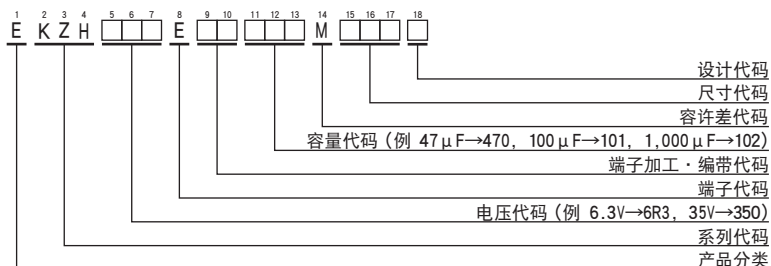 1 2 3 4 5 6 7 8 9 10 11 12 13 14 15 16 17 18
E K Z H □□□ E □□ □□□ M □□□ □
设计代码
尺寸代码
容许差代码
容量代码 (例 47μF→470, 100μF→101, 1,000μF→102)
端子加工・编带代码
端子代码
电压代码 (例 6.3V→6R3, 35V→350)
系列代码
产品分类